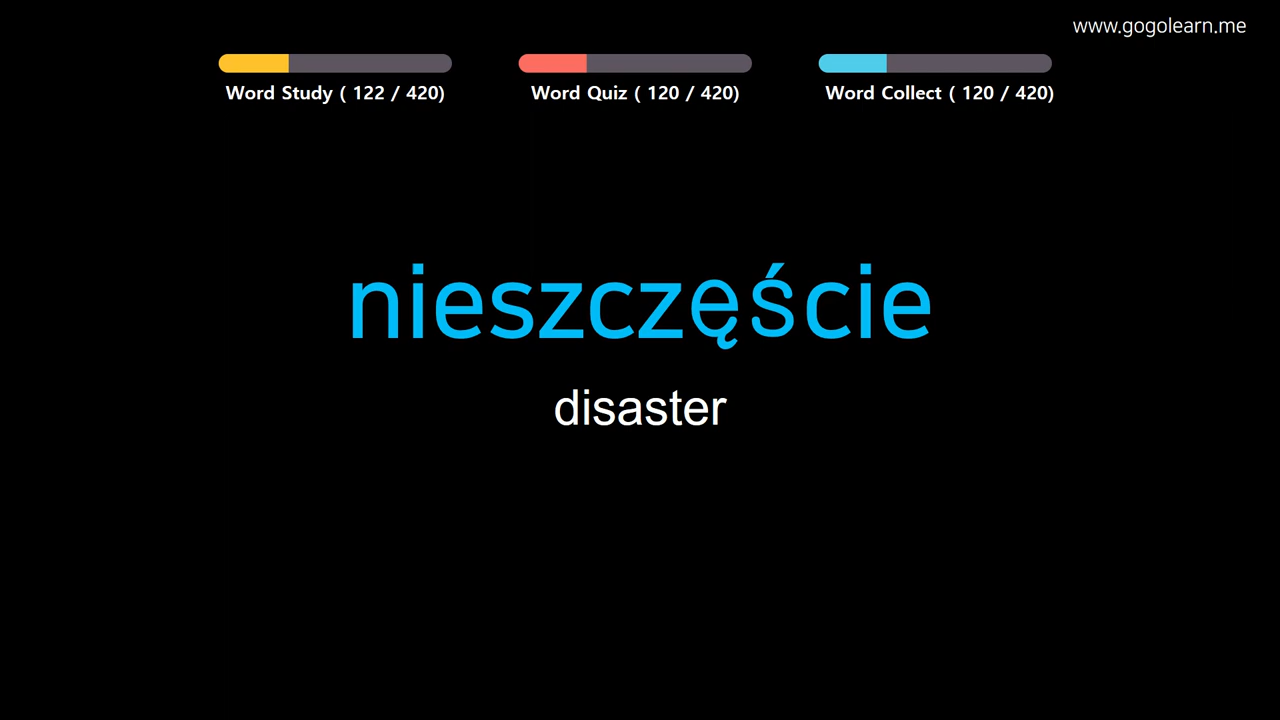 www.gogolearn.me
Word Study ( 122 / 420)
Word Quiz ( 120 / 420)
Word Collect ( 120 / 420)
nieszczęście
disaster